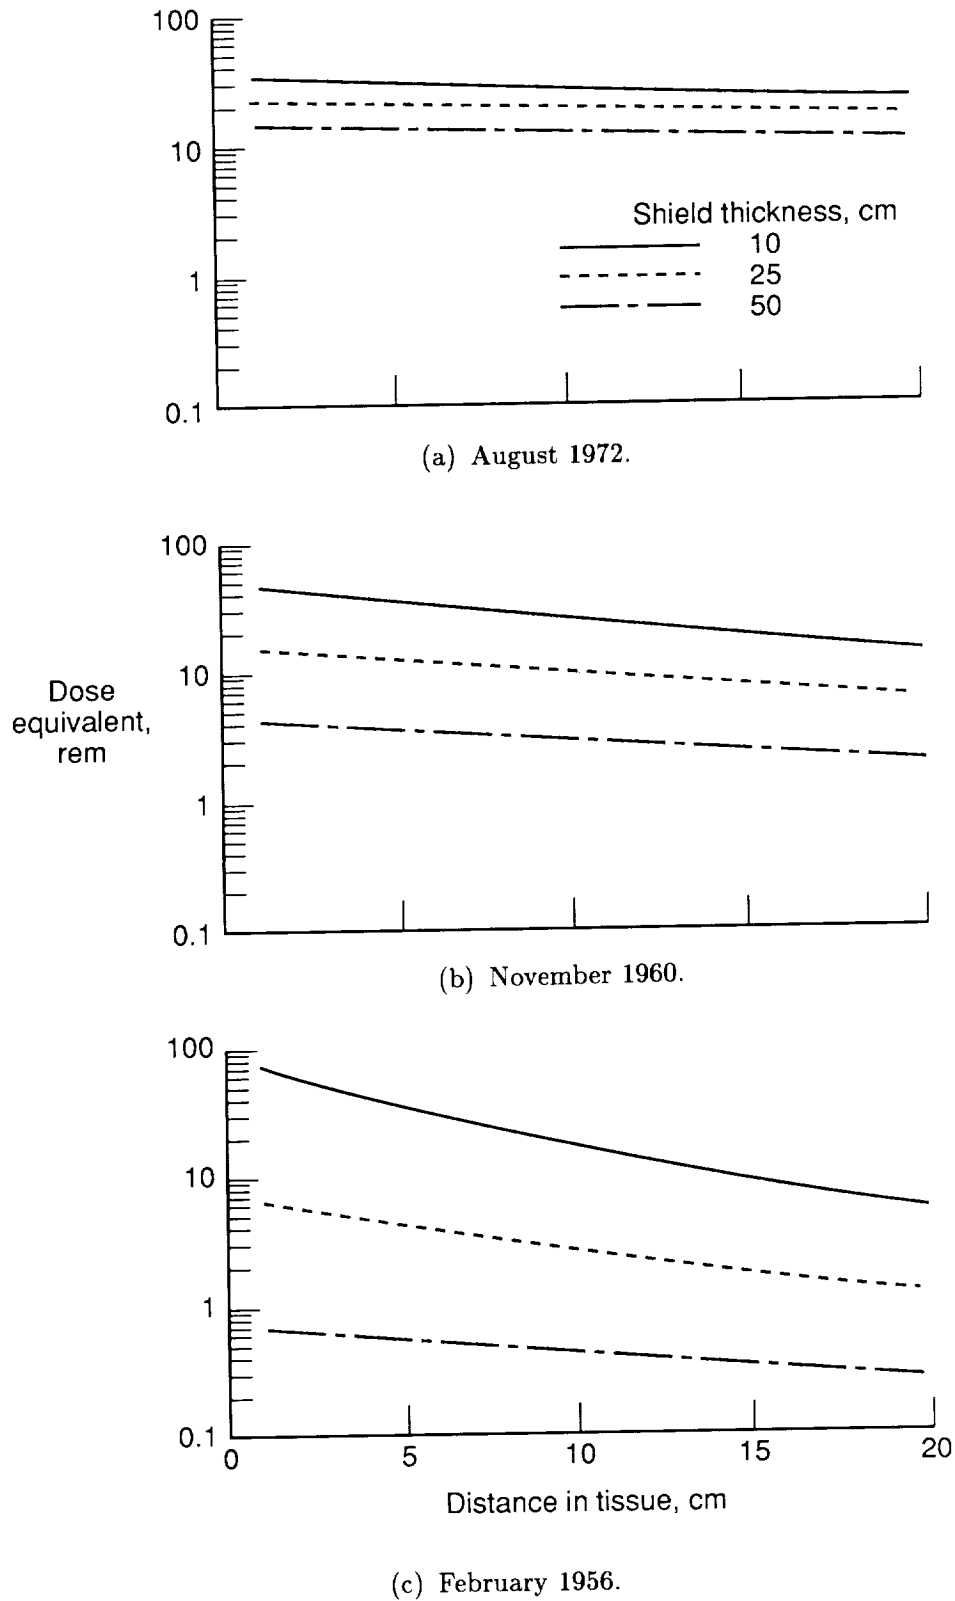 100
10
1
0.1
Shield thickness, cm
10
25
50
(a) August 1972.
100
10
1
0.1
Dose
equivalent,
rem
(b) November 1960.
100
10
1
0.1
0 5 10 15 20
Distance in tissue, cm
(c) February 1956.